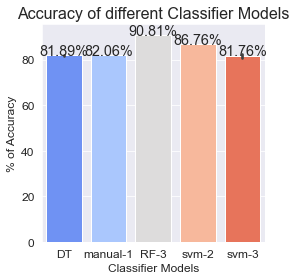 Accuracy of different Classifier Models
81.89% 82.06% 90.81% 86.76% 81.76%
% of Accuracy
80
60
40
20
0
DT manual-1 RF-3 svm-2 svm-3
Classifier Models